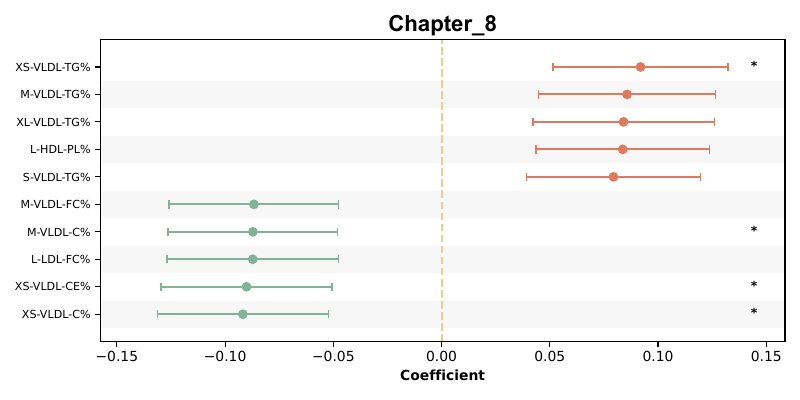 Chapter_8
XS-VLDL-TG% *
M-VLDL-TG%
XL-VLDL-TG%
L-HDL-PL%
S-VLDL-TG%
M-VLDL-FC%
M-VLDL-C% *
L-LDL-FC%
XS-VLDL-CE% *
XS-VLDL-C% *
−0.15 −0.10 −0.05 0.00 0.05 0.10 0.15
Coefficient